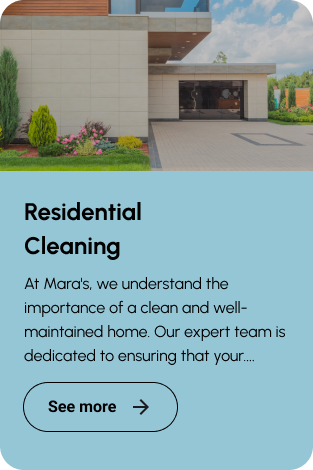 Residential
Cleaning
At Mara's, we understand the
importance of a clean and well-
maintained home. Our expert team is
dedicated to ensuring that your....
See more